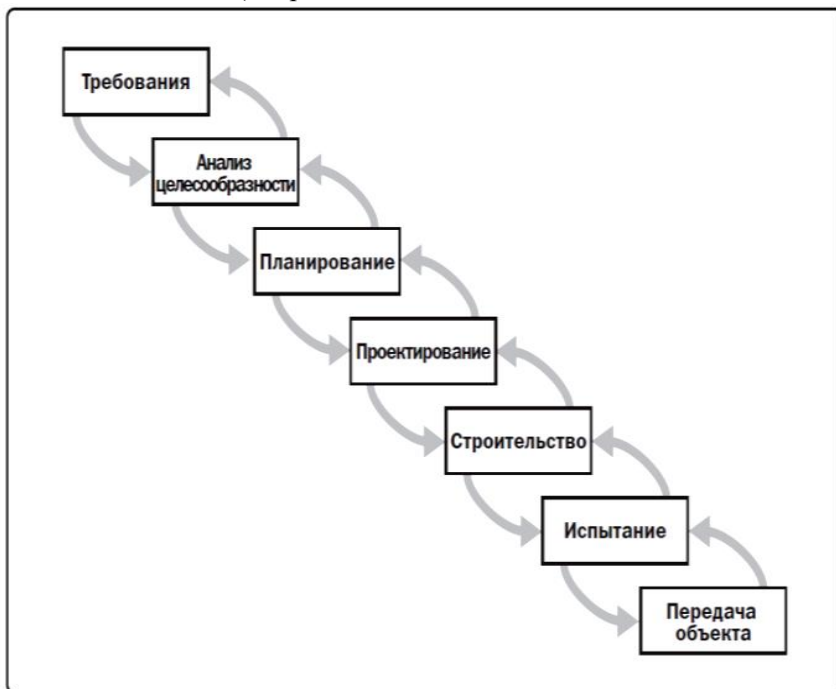 Требования
Анализ
целесообразности
Планирование
Проектирование
Строительство
Испытание
Передача
объекта